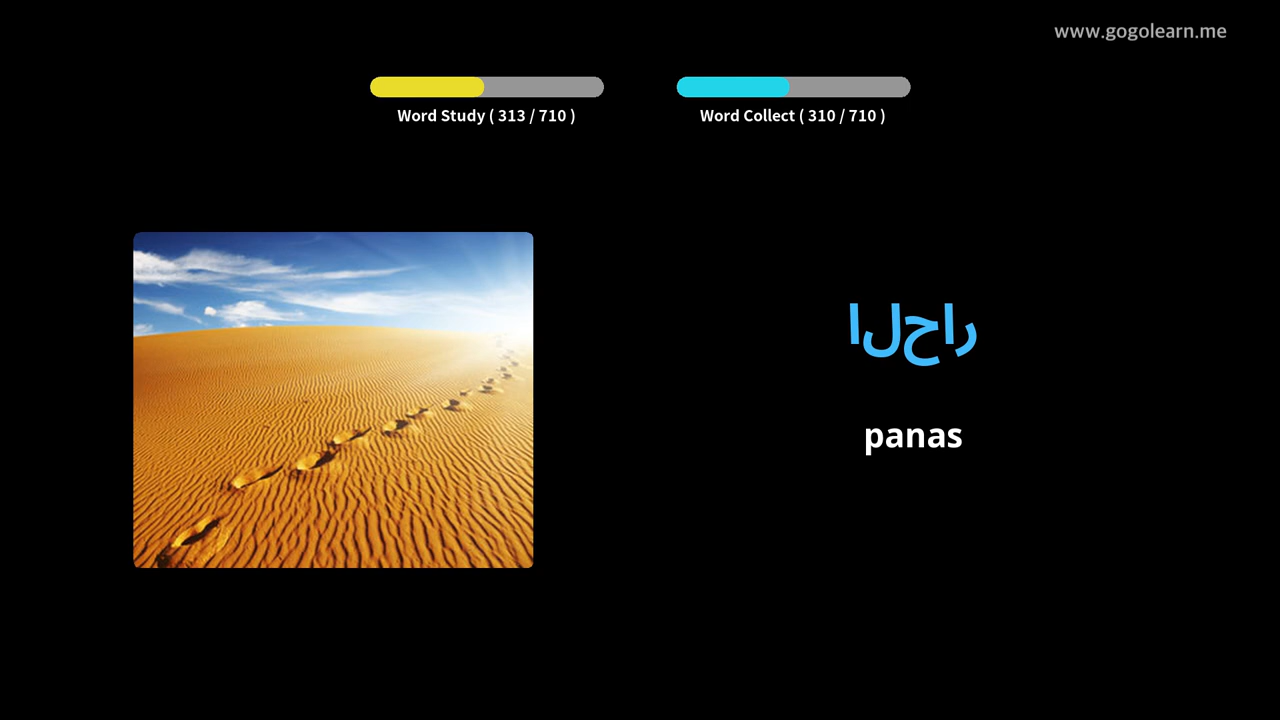 www.gogolearn.me
Word Study ( 313 / 710 )
Word Collect ( 310 / 710 )
الحار
panas